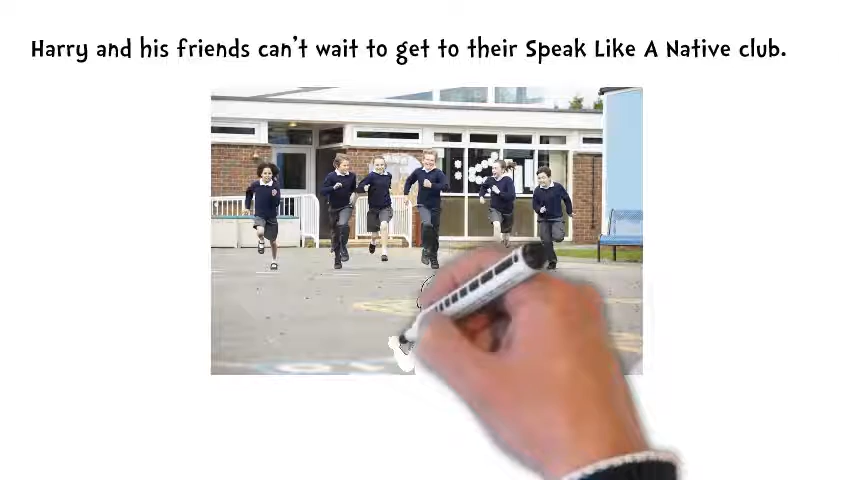 Harry and his friends can't wait to get to their Speak Like A Native club.